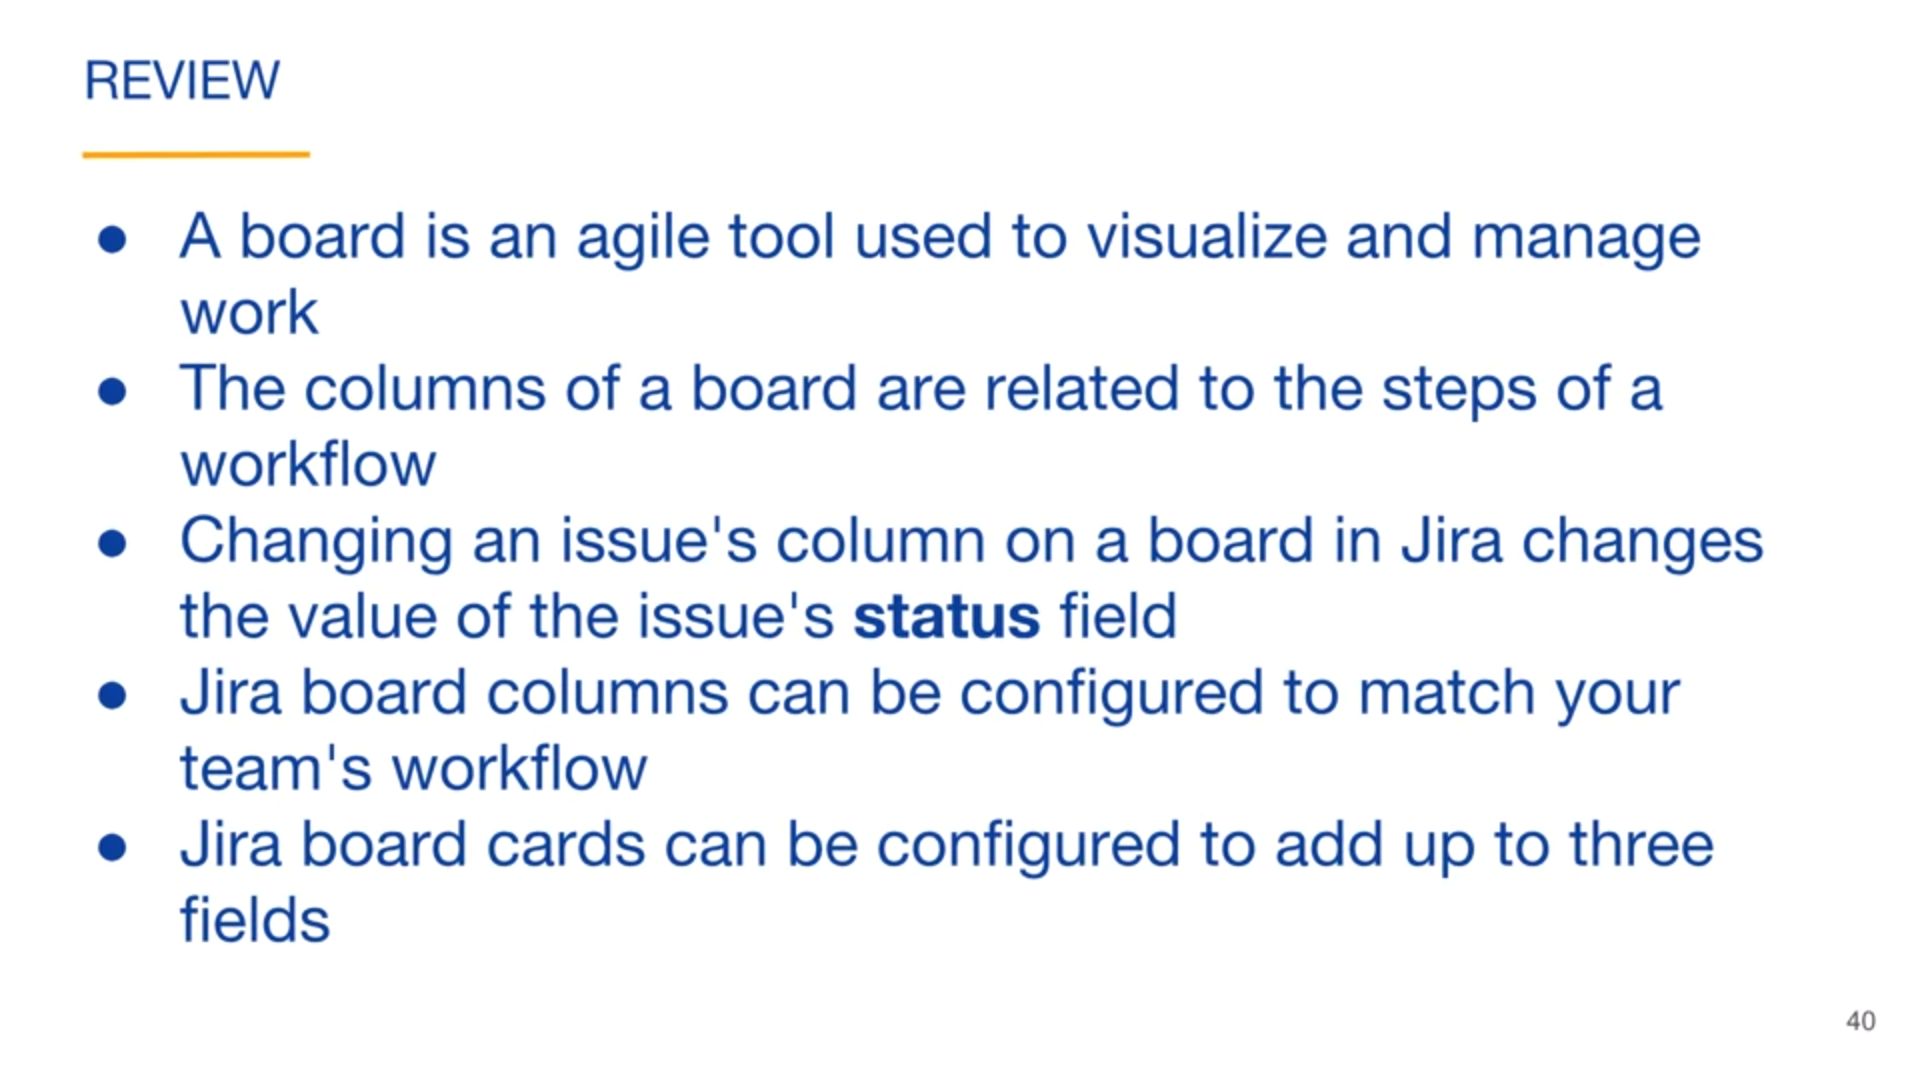 REVIEW
● A board is an agile tool used to visualize and manage
work
● The columns of a board are related to the steps of a
workflow
● Changing an issue's column on a board in Jira changes
the value of the issue's status field
● Jira board columns can be configured to match your
team's workflow
● Jira board cards can be configured to add up to three
fields
40